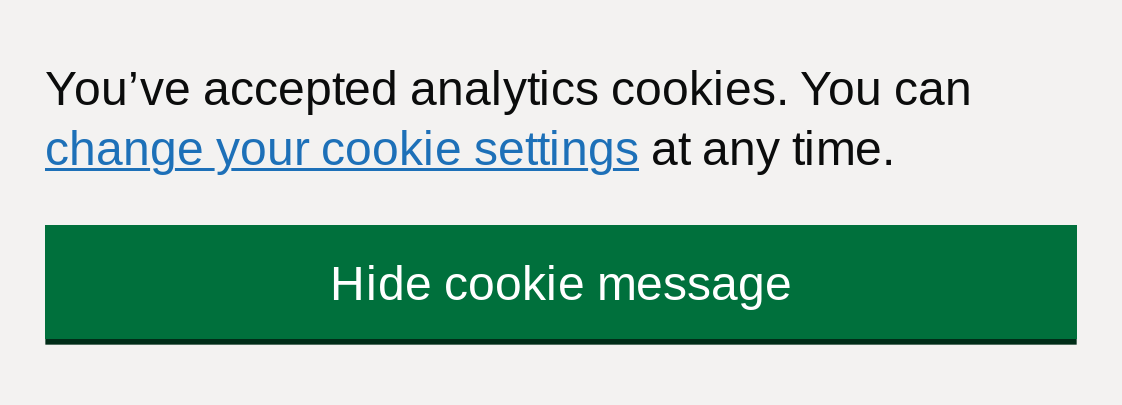 You’ve accepted analytics cookies. You can
change your cookie settings at any time.
Hide cookie message